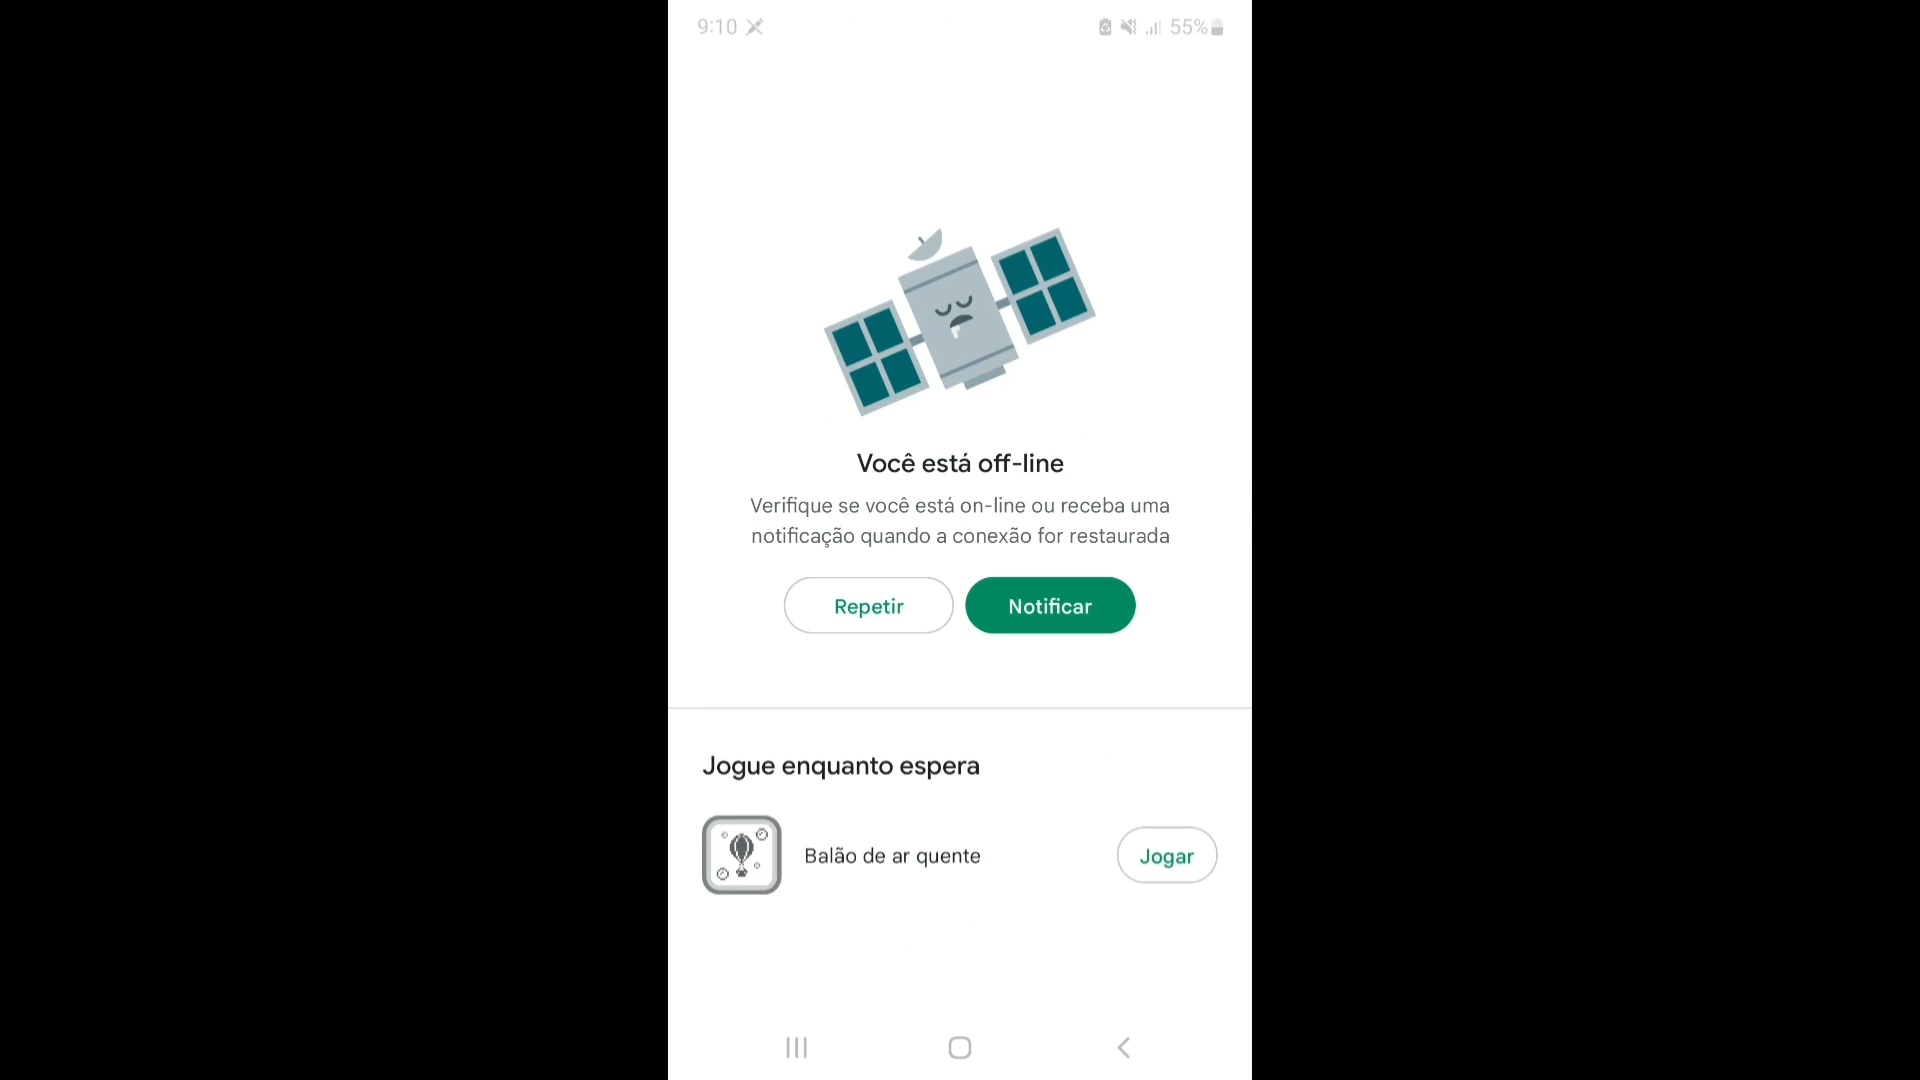 9:10
55%
Você está off-line
Verifique se você está on-line ou receba uma
notificação quando a conexão for restaurada
Repetir
Notificar
Jogue enquanto espera
Balão de ar quente
Jogar